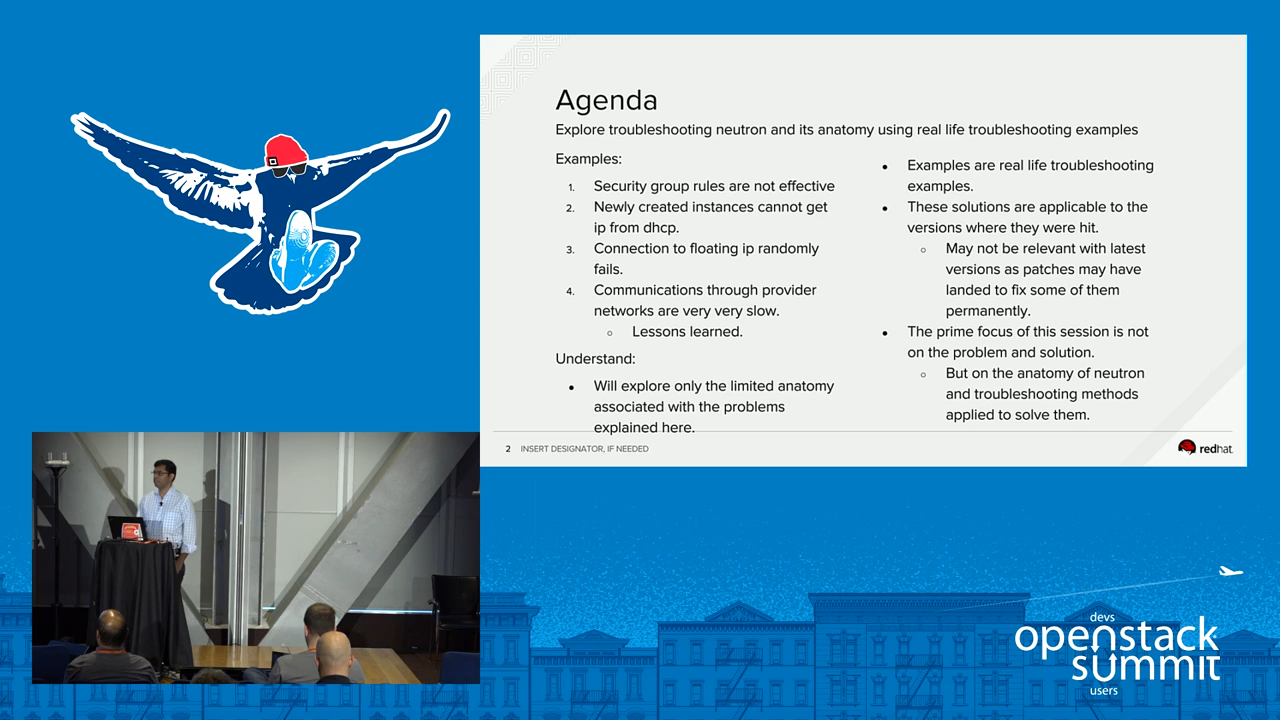 Agenda
Explore troubleshooting neutron and its anatomy using real life troubleshooting examples
Examples:
1. Security group rules are not effective
2. Newly created instances cannot get
ip from dhcp.
3. Connection to floating ip randomly
fails.
4. Communications through provider
networks are very very slow.
○ Lessons learned.
Understand:
● Will explore only the limited anatomy
associated with the problems
explained here.
● Examples are real life troubleshooting
examples.
● These solutions are applicable to the
versions where they were hit.
○ May not be relevant with latest
versions as patches may have
landed to fix some of them
permanently.
● The prime focus of this session is not
on the problem and solution.
○ But on the anatomy of neutron
and troubleshooting methods
applied to solve them.
2 INSERT DESIGNATOR, IF NEEDED
redhat.
devs
openstack
summit
users